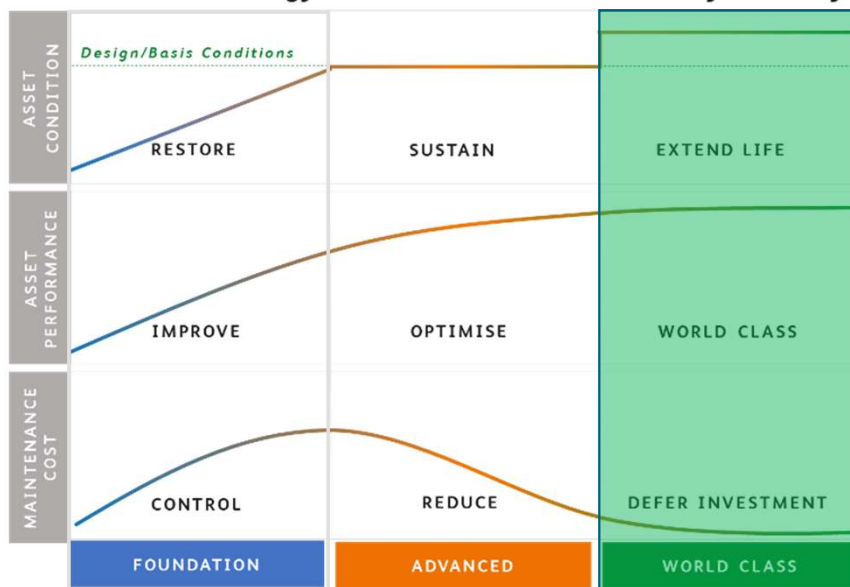 Design/Basis Conditions
ASSET
CONDITION
RESTORE
SUSTAIN
EXTEND LIFE
ASSET
PERFORMANCE
IMPROVE
OPTIMISE
WORLD CLASS
MAINTENANCE
COST
CONTROL
REDUCE
DEFER INVESTMENT
FOUNDATION
ADVANCED
WORLD CLASS